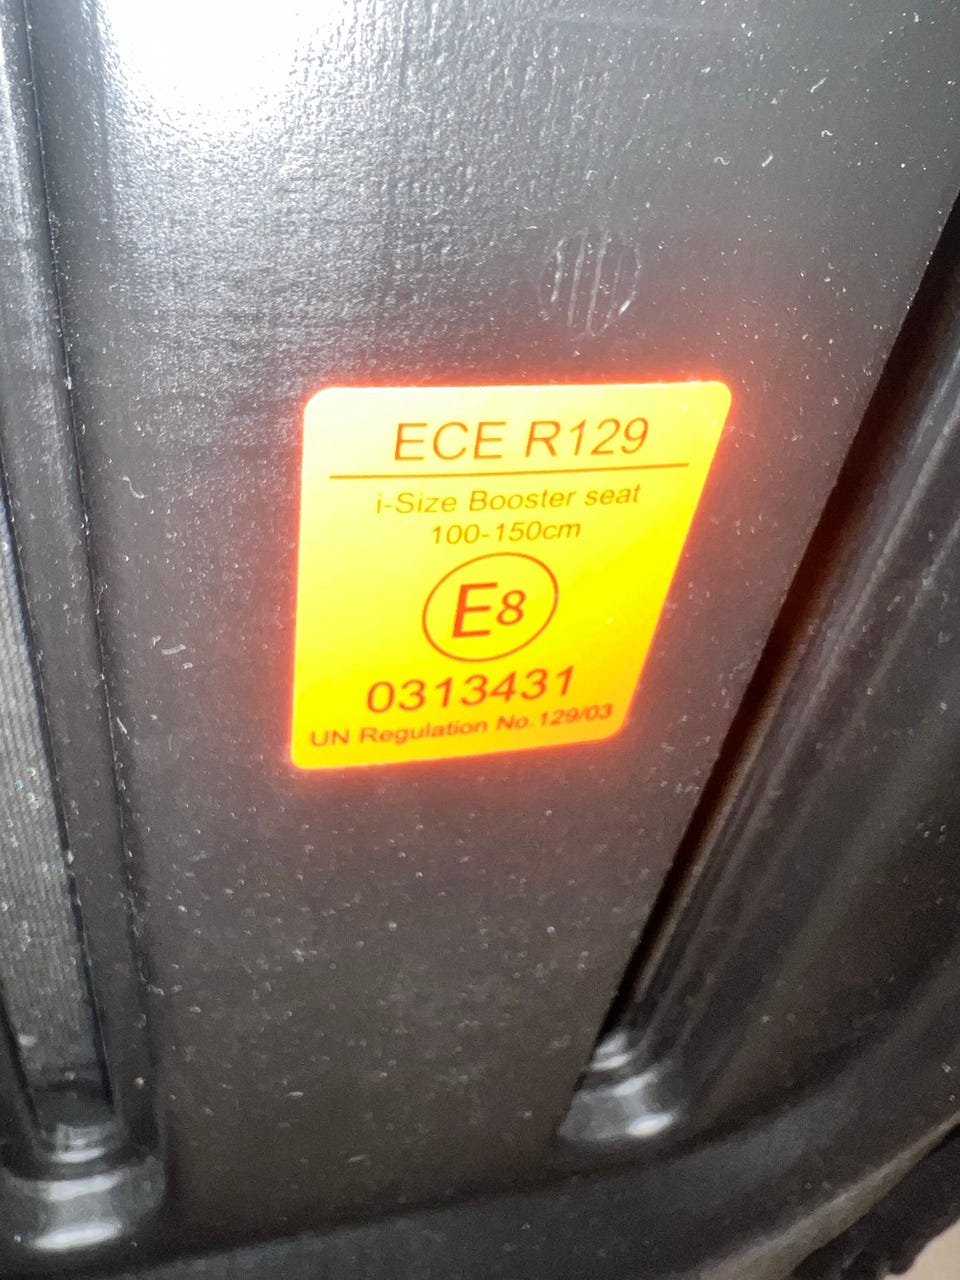 ECE R129
i-Size Booster seat
100-150cm
E8
0313431
UN Regulation No.129/03